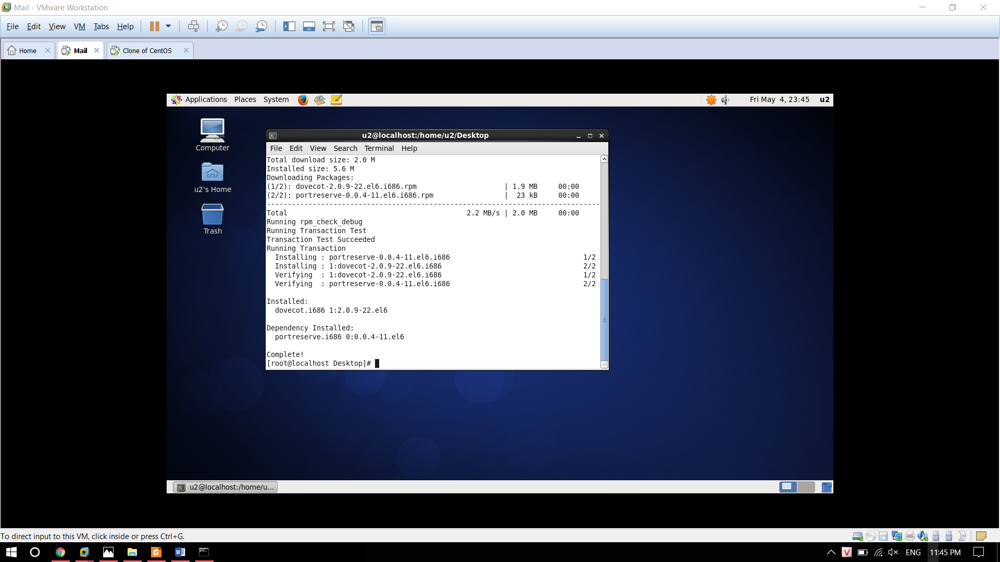 Mail - VMware Workstation
File Edit View VM Tabs Help
Home Mail Clone of CentOS
Applications Places System Fri May 4, 23:45 u2
Computer
u2's Home
Trash
u2@localhost:/home/u2/Desktop
File Edit View Search Terminal Help
Total download size: 2.0 M
Installed size: 5.6 M
Downloading Packages:
(1/2): dovecot-2.0.9-22.el6.i686.rpm | 1.9 MB 00:00
(2/2): portreserve-0.0.4-11.el6.i686.rpm | 23 kB 00:00
--------------------------------------------------------------------------------
Total 2.2 MB/s | 2.0 MB 00:00
Running rpm_check_debug
Running Transaction Test
Transaction Test Succeeded
Running Transaction
Installing : portreserve-0.0.4-11.el6.i686 1/2
Installing : 1:dovecot-2.0.9-22.el6.i686 2/2
Verifying : 1:dovecot-2.0.9-22.el6.i686 1/2
Verifying : portreserve-0.0.4-11.el6.i686 2/2
Installed:
dovecot.i686 1:2.0.9-22.el6
Dependency Installed:
portreserve.i686 0:0.0.4-11.el6
Complete!
[root@localhost Desktop]#
u2@localhost:/home/u...
To direct input to this VM, click inside or press Ctrl+G.
ENG 11:45 PM